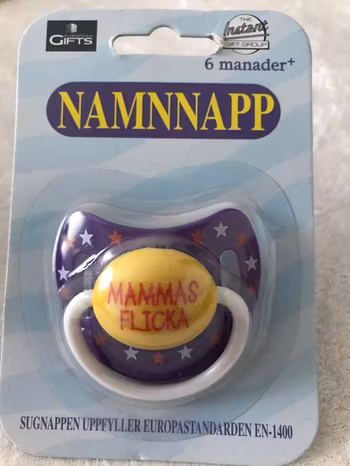 GIFTS
The
Instant
GIFT GROUP
6 manader+
NAMNNAPP
MAMMAS
FLICKA
SUGNAPPEN UPPFYLLER EUROPASTANDARDEN EN-1400